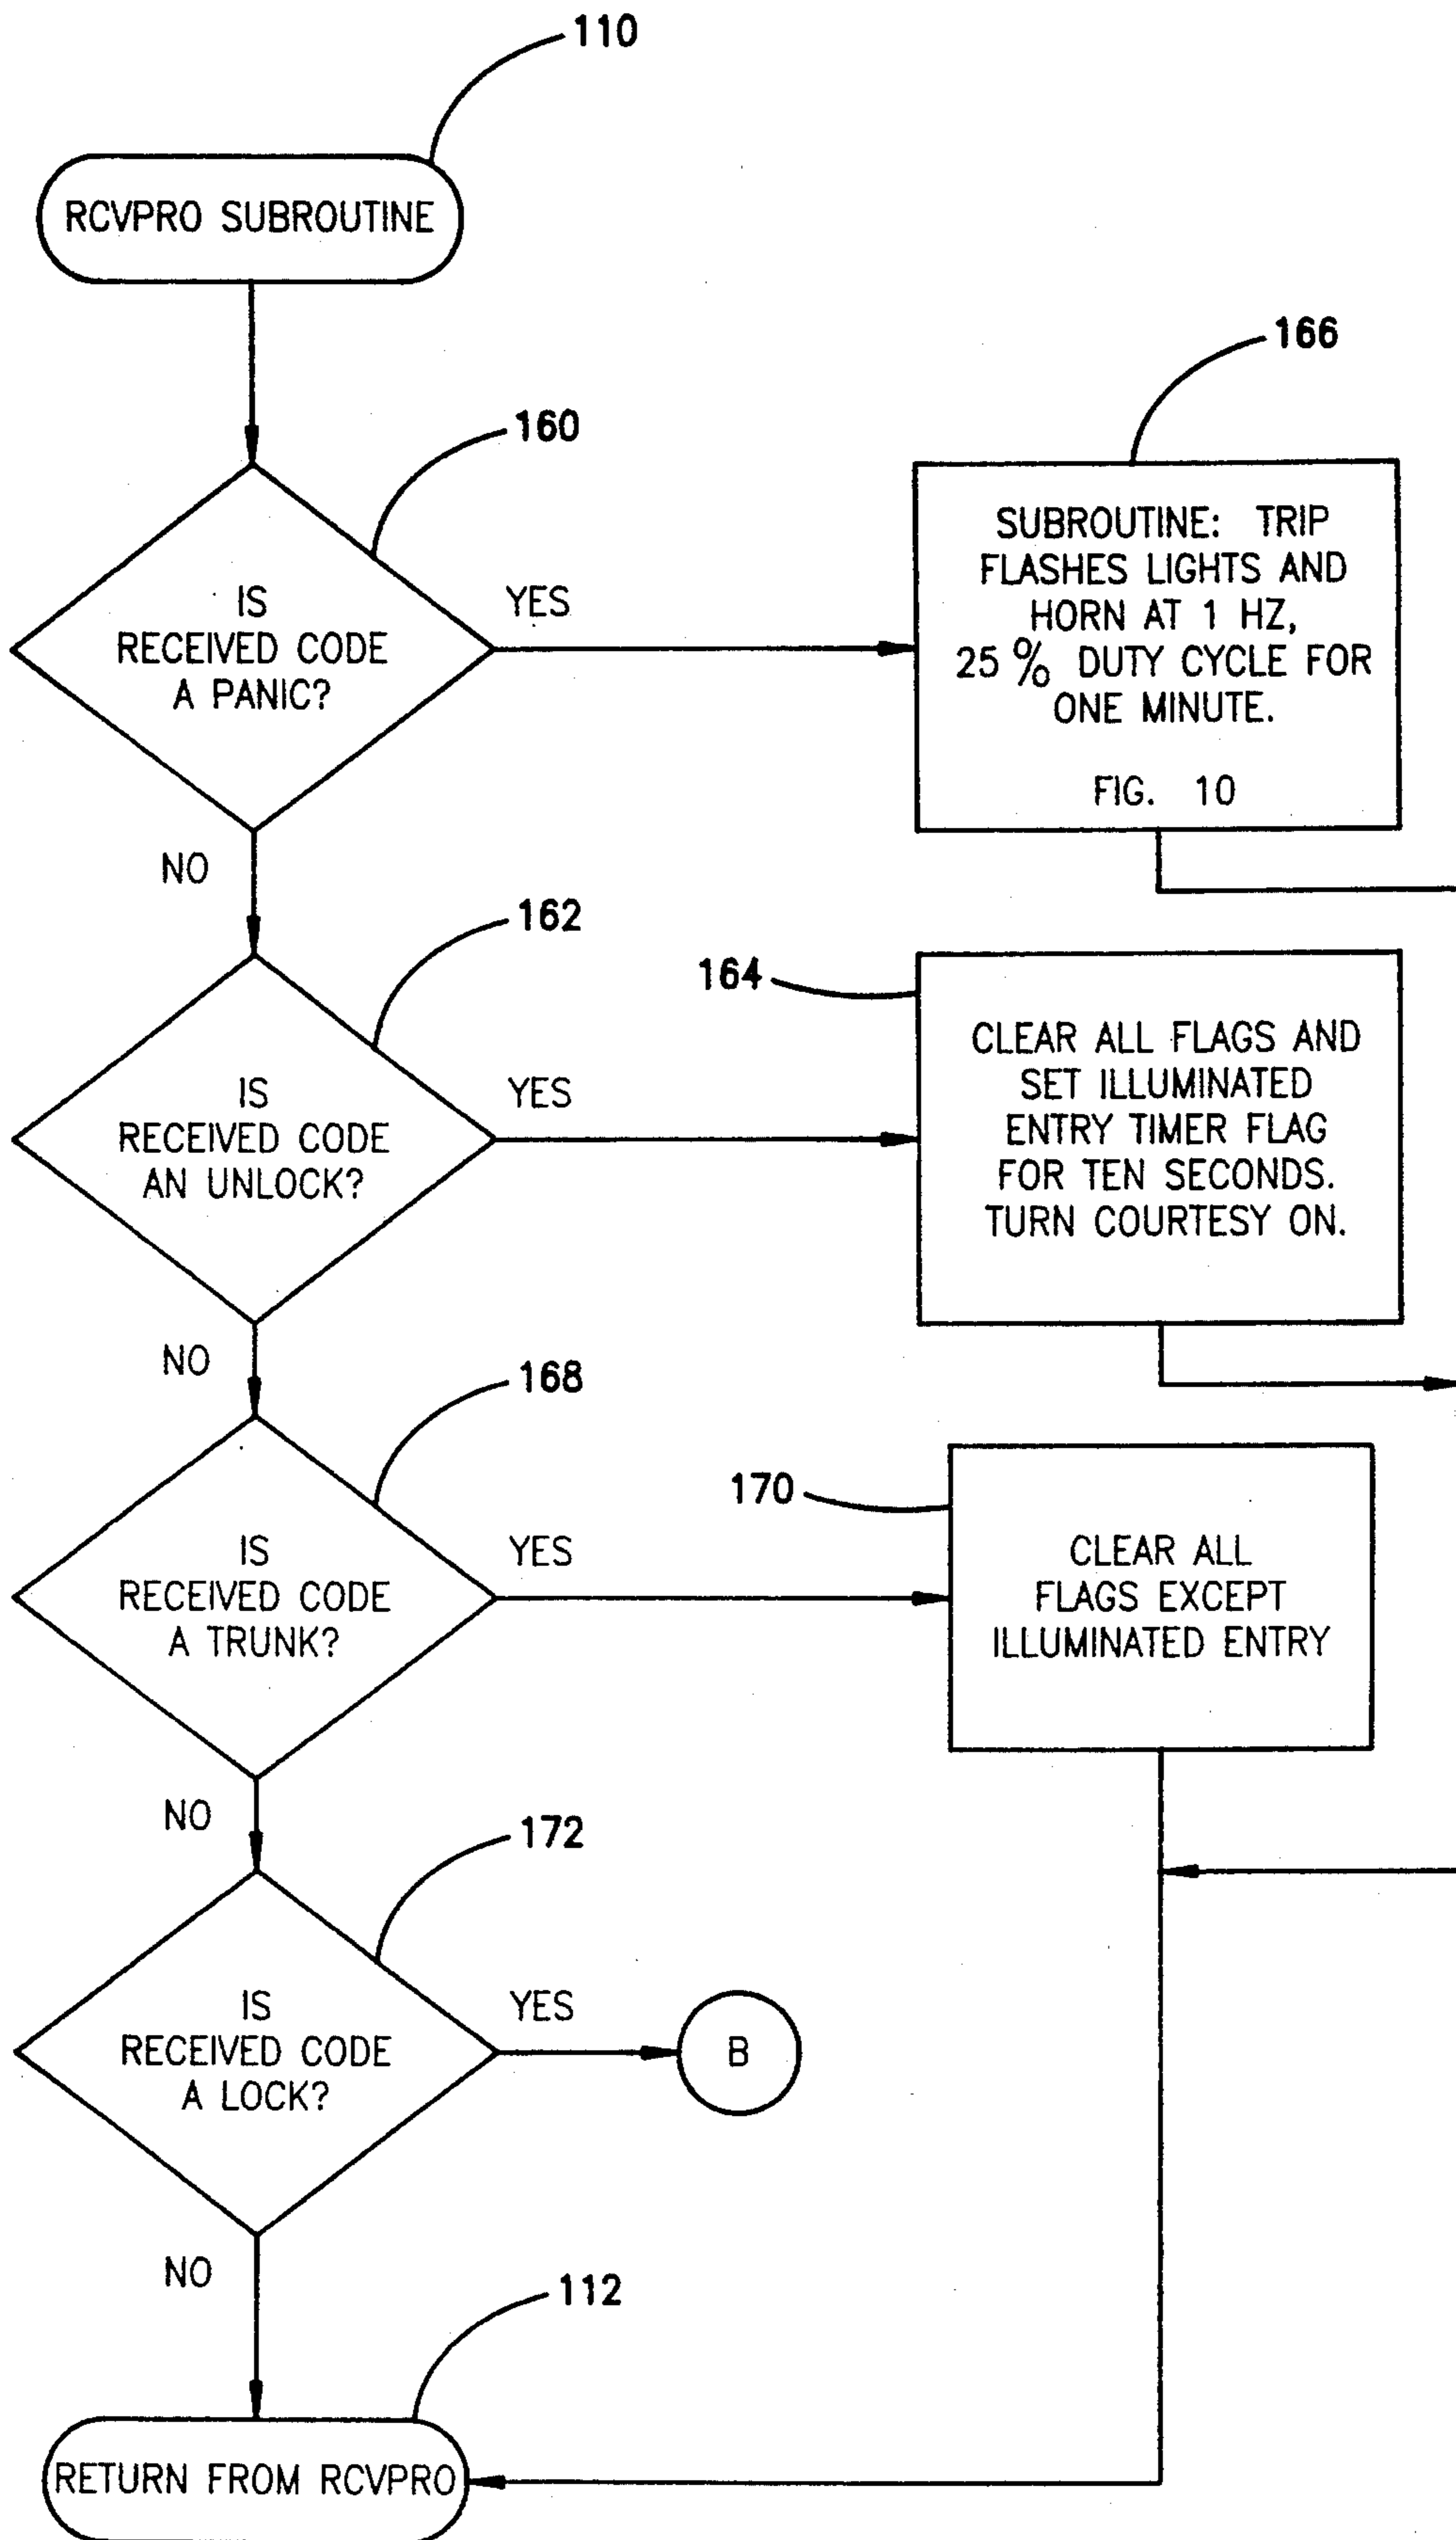 110
RCVPRO SUBROUTINE
166
160
SUBROUTINE: TRIP
FLASHES LIGHTS AND
HORN AT 1 HZ,
25 % DUTY CYCLE FOR
ONE MINUTE.
FIG. 10
IS
RECEIVED CODE
A PANIC?
YES
NO
162
164
CLEAR ALL FLAGS AND
SET ILLUMINATED
ENTRY TIMER FLAG
FOR TEN SECONDS.
TURN COURTESY ON.
IS
RECEIVED CODE
AN UNLOCK?
YES
NO
168
170
CLEAR ALL
FLAGS EXCEPT
ILLUMINATED ENTRY
IS
RECEIVED CODE
A TRUNK?
YES
NO
172
IS
RECEIVED CODE
A LOCK?
YES
B
NO
112
RETURN FROM RCVPRO